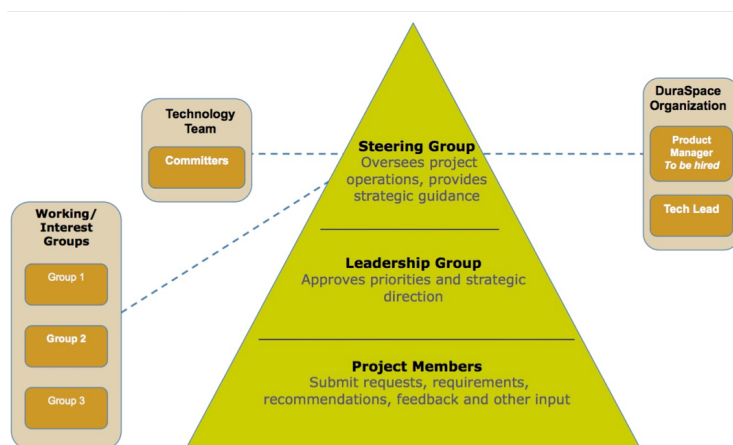 Technology
Team
Committers
DuraSpace
Organization
Product
Manager
To be hired
Tech Lead
Steering Group
Oversees project
operations, provides
strategic guidance
Working/
Interest
Groups
Group 1
Group 2
Group 3
Leadership Group
Approves priorities and strategic
direction
Project Members
Submit requests, requirements,
recommendations, feedback and other input